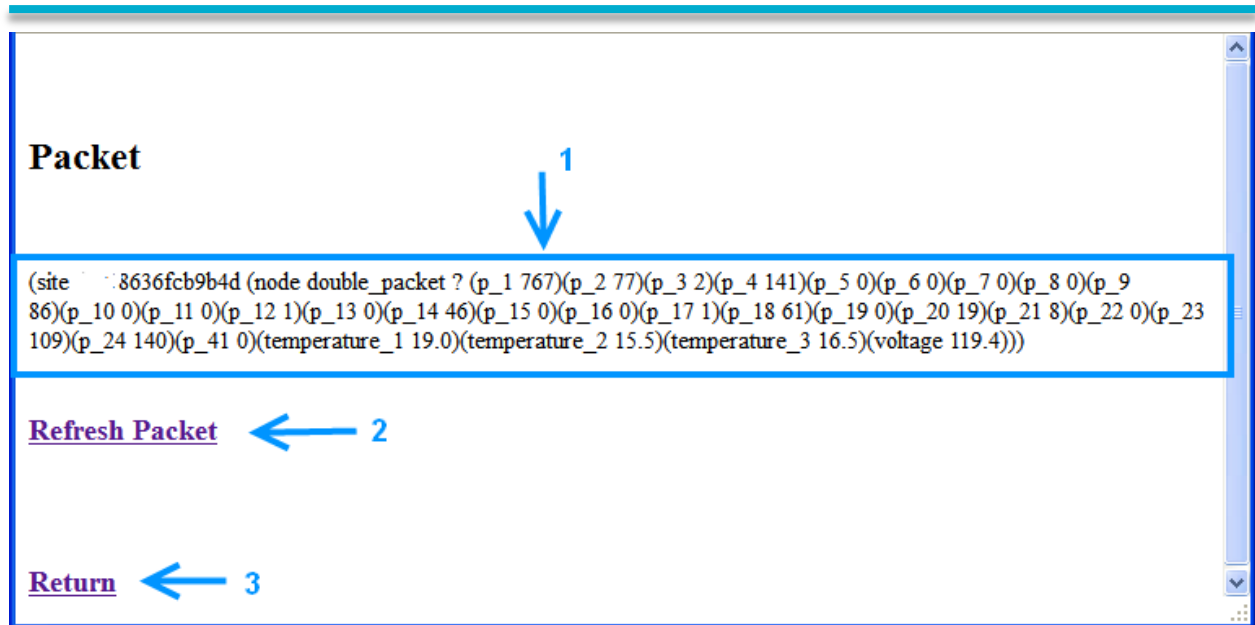 Packet
1
(site 8636fcb9b4d (node double_packet ? (p_1 767)(p_2 77)(p_3 2)(p_4 141)(p_5 0)(p_6 0)(p_7 0)(p_8 0)(p_9
86)(p_10 0)(p_11 0)(p_12 1)(p_13 0)(p_14 46)(p_15 0)(p_16 0)(p_17 1)(p_18 61)(p_19 0)(p_20 19)(p_21 8)(p_22 0)(p_23
109)(p_24 140)(p_41 0)(temperature_1 19.0)(temperature_2 15.5)(temperature_3 16.5)(voltage 119.4)))
Refresh Packet 2
Return 3